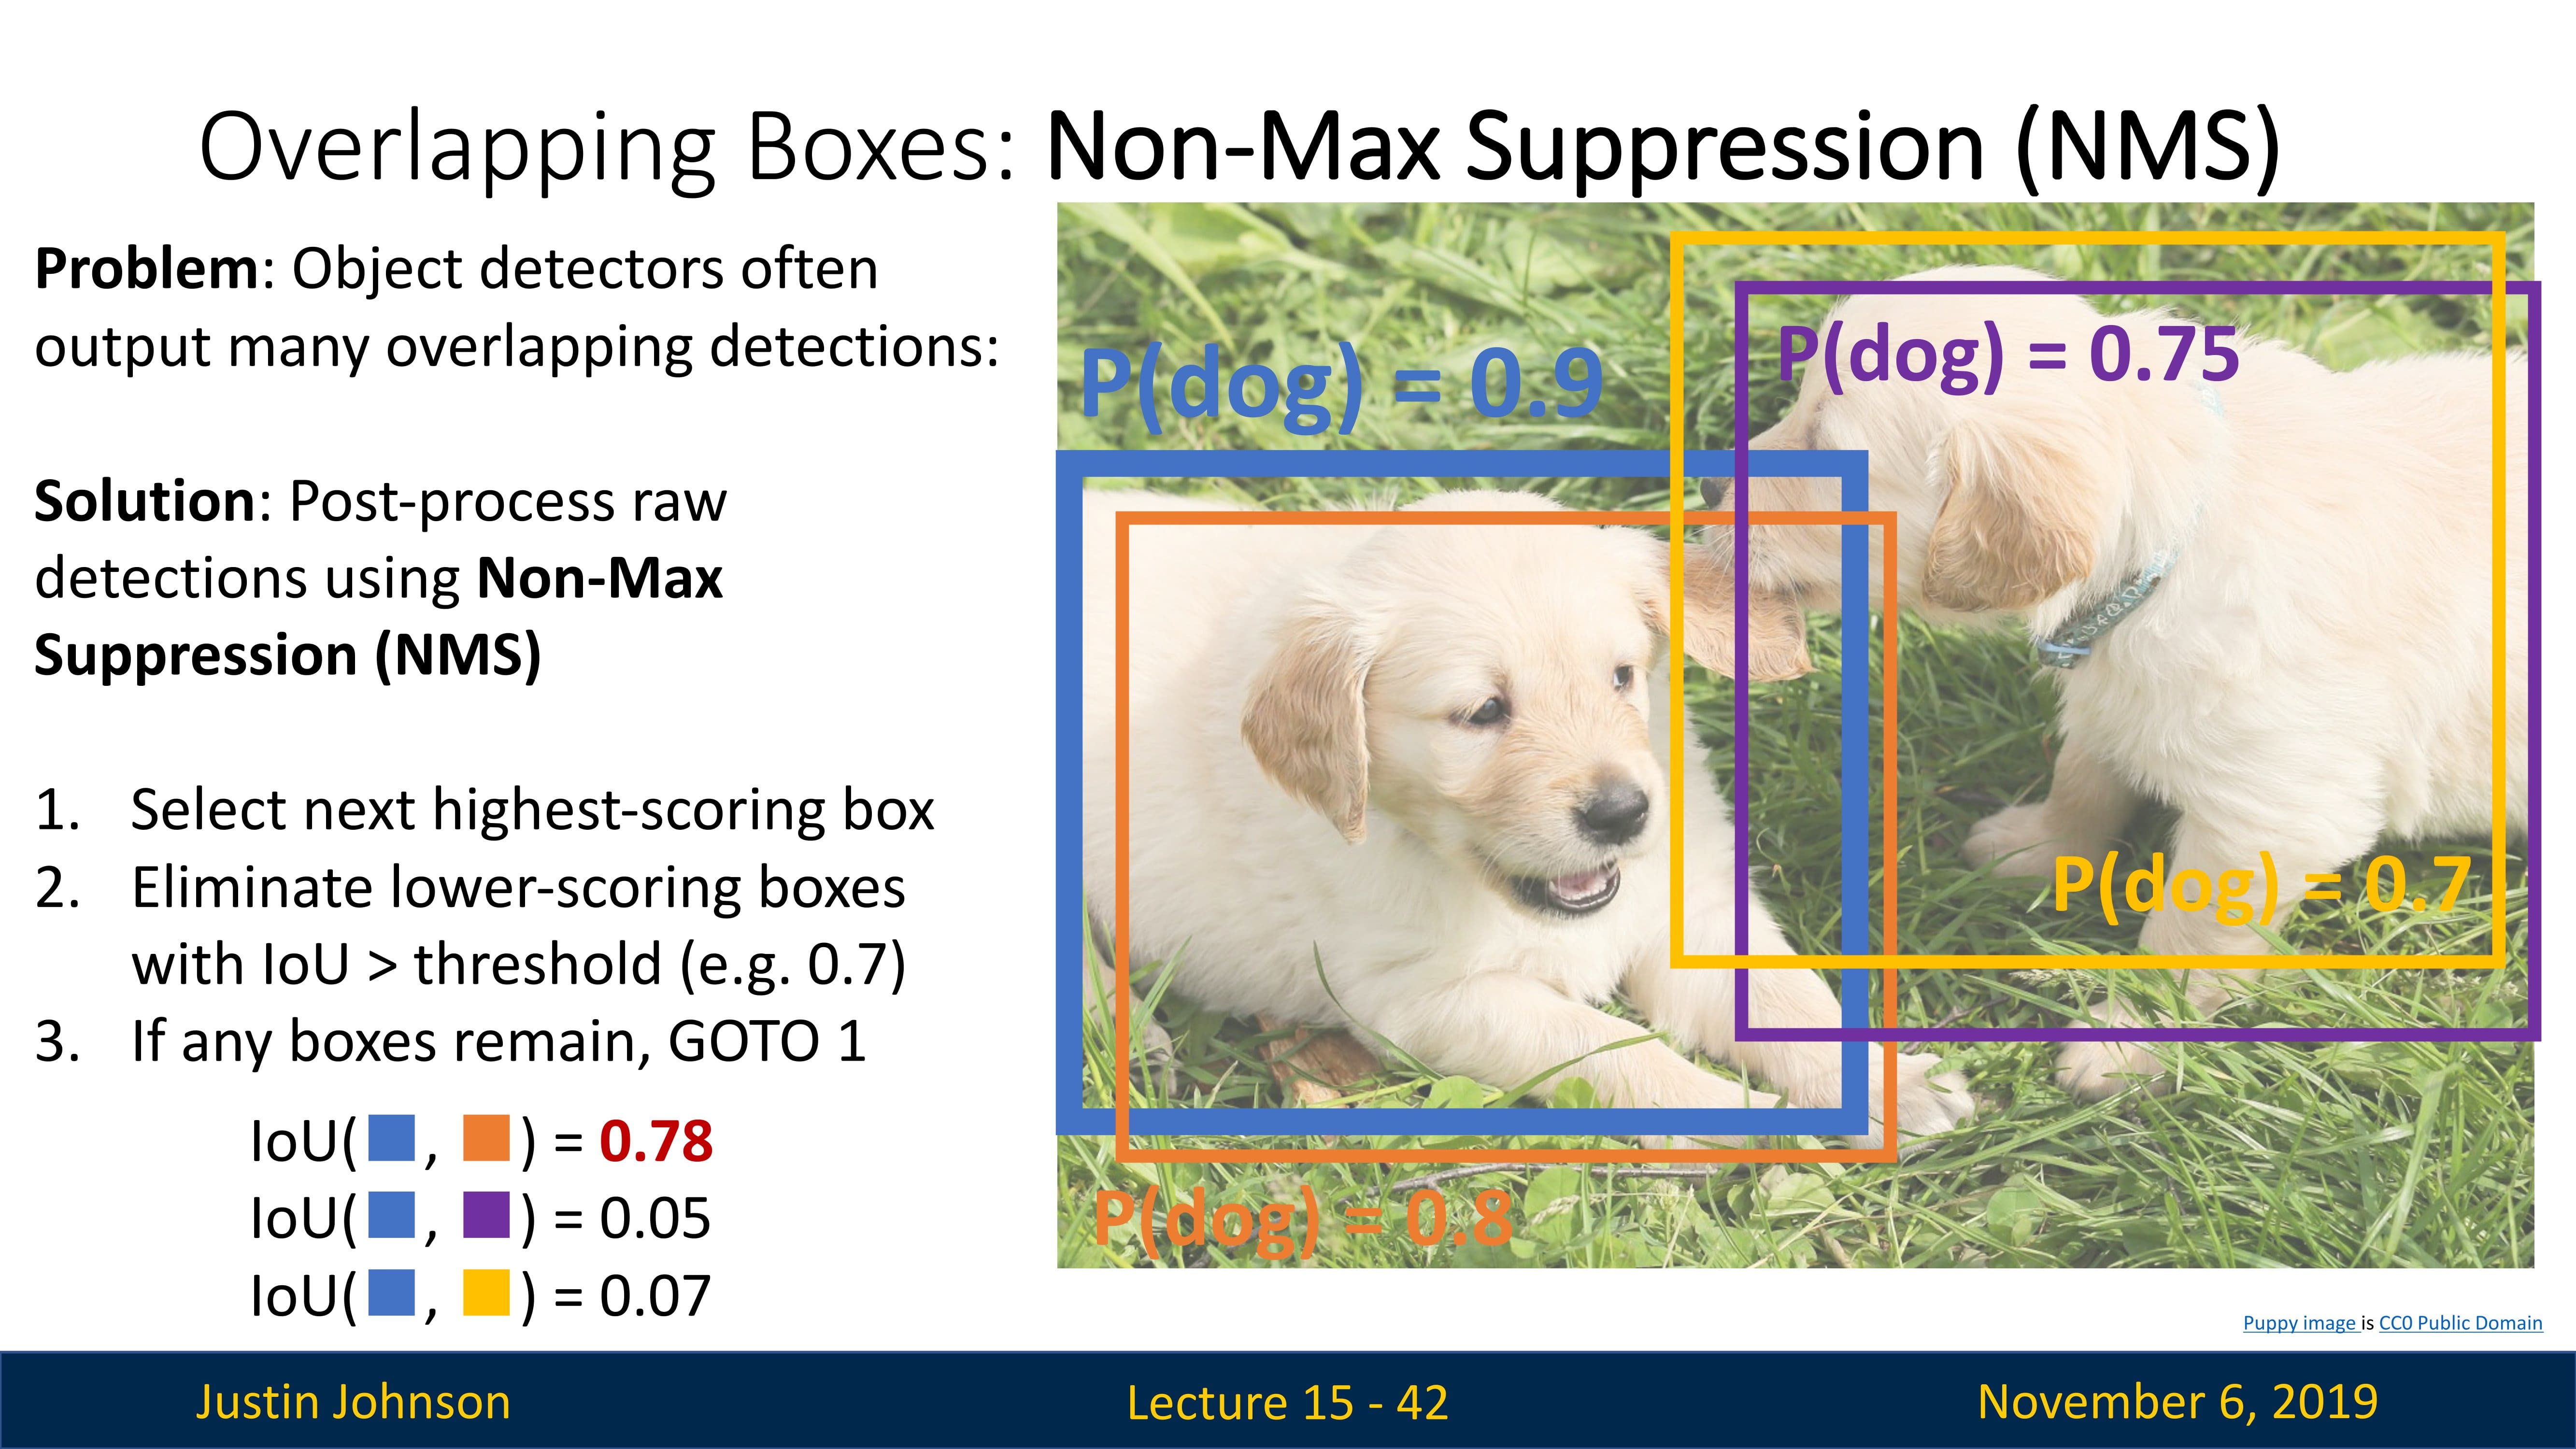 Overlapping Boxes: Non-Max Suppression (NMS)
Problem: Object detectors often
output many overlapping detections:
Solution: Post-process raw
detections using Non-Max
Suppression (NMS)
1. Select next highest-scoring box
2. Eliminate lower-scoring boxes
with IoU > threshold (e.g. 0.7)
3. If any boxes remain, GOTO 1
IoU( , ) = 0.78
IoU( , ) = 0.05
IoU( , ) = 0.07
P(dog) = 0.9
P(dog) = 0.75
P(dog) = 0.7
P(dog) = 0.8
Puppy image is CC0 Public Domain
Justin Johnson
Lecture 15 - 42
November 6, 2019